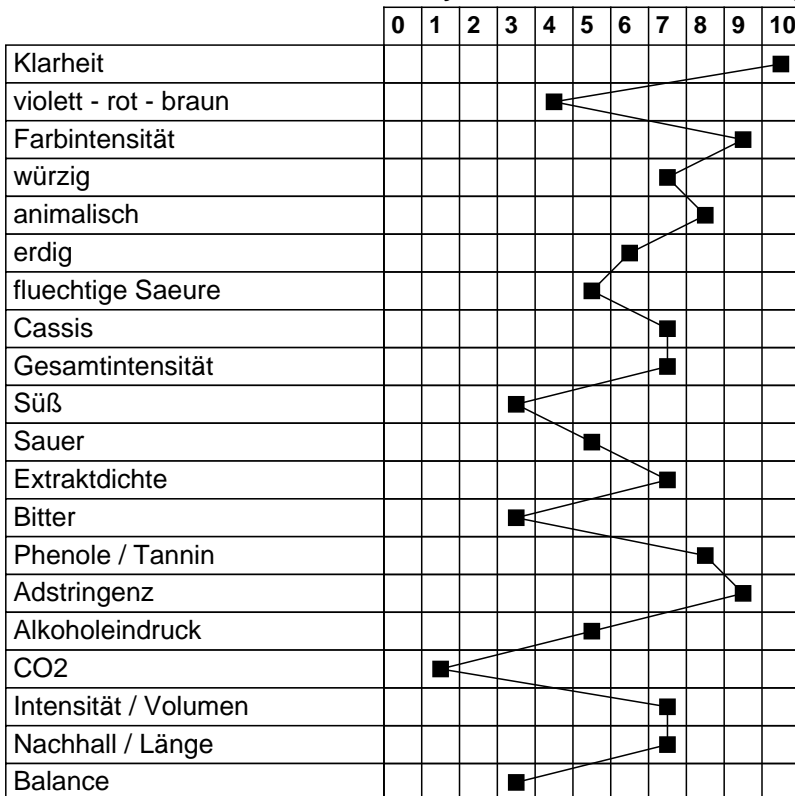 0 1 2 3 4 5 6 7 8 9 10
Klarheit
violett - rot - braun
Farbintensität
würzig
animalisch
erdig
fluechtige Saeure
Cassis
Gesamtintensität
Süß
Sauer
Extraktdichte
Bitter
Phenole / Tannin
Adstringenz
Alkoholeindruck
CO2
Intensität / Volumen
Nachhall / Länge
Balance